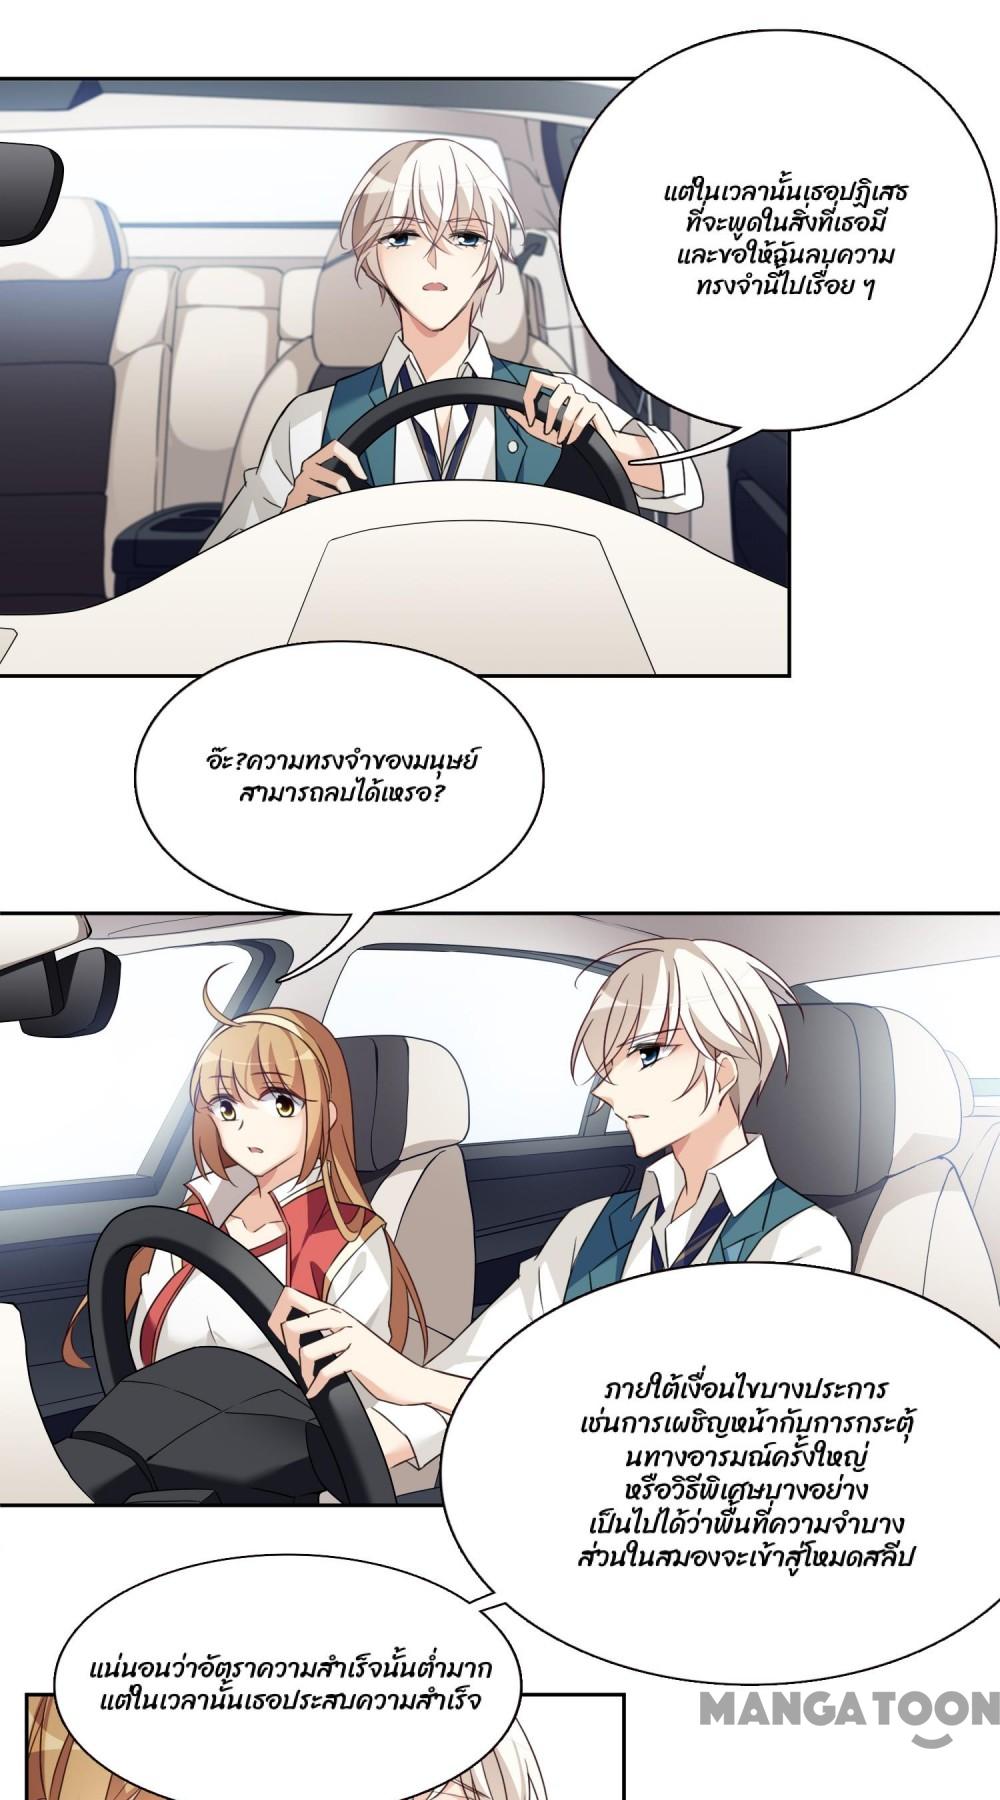 แต่ในเวลานั้นเธอปฏิเสธ
ที่จะพูดในสิ่งที่เธอมี
และขอให้ฉันลบความ
ทรงจำนี้ไปเรื่อย ๆ
อ๊ะ?ความทรงจำของมนุษย์
สามารถลบได้เหรอ?
ภายใต้เงื่อนไขบางประการ
เช่นการเผชิญหน้ากับการกระตุ้
นทางอารมณ์ครั้งใหญ่
หรือวิธีพิเศษบางอย่าง
เป็นไปได้ว่าพื้นที่ความจำบาง
ส่วนในสมองจะเข้าสู่โหมดสลีป
แน่นอนว่าอัตราความสำเร็จนั้นต่ำมาก
แต่ในเวลานั้นเธอประสบความสำเร็จ
MANGATOON